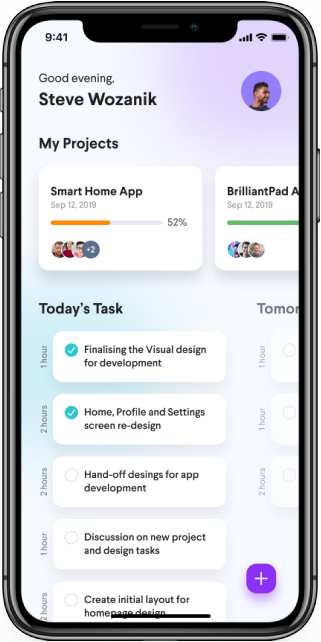 9:41
Good evening,
Steve Wozanik
My Projects
Smart Home App
Sep 12, 2019
52%
+2
BrilliantPad A
Sep 12, 2019
Today's Task
Tomor
1 hour
Finalising the Visual design
for development
1 hour
2 hours
Home, Profile and Settings
screen re-design
1 hour
2 hours
Hand-off desings for app
development
2 hours
1 hour
Discussion on new project
and design tasks
2 hours
Create initial layout for
homepage design